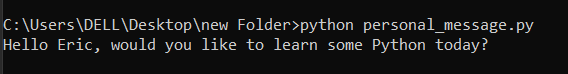 C:\Users\DELL\Desktop\new Folder>python personal_message.py
Hello Eric, would you like to learn some Python today?